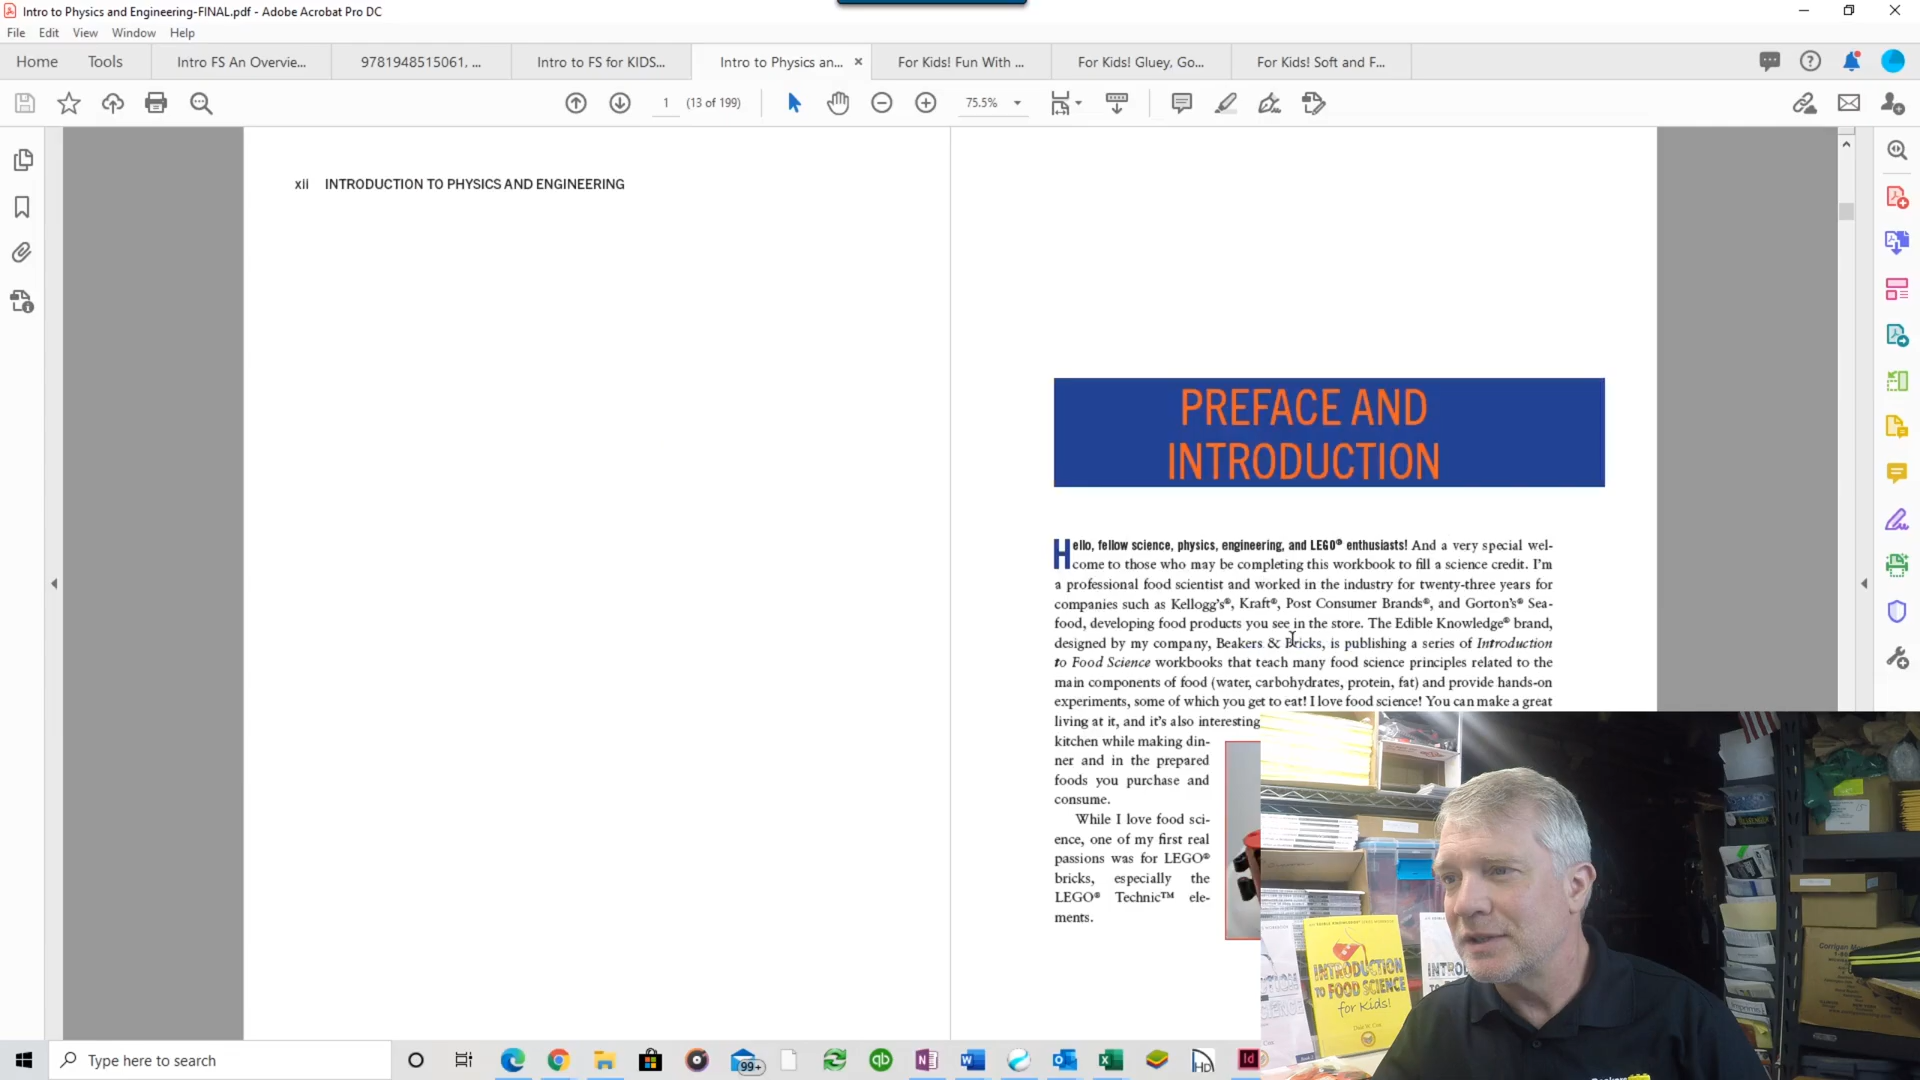 Intro to Physics and Engineering-FINAL.pdf - Adobe Acrobat Pro DC
File Edit View Window Help
Home Tools Intro FS An Overvie... 9781948515061, ... Intro to FS for KIDS... Intro to Physics an... For Kids! Fun With ... For Kids! Gluey, Go... For Kids! Soft and F...
1 (13 of 199) 75.5%
xii INTRODUCTION TO PHYSICS AND ENGINEERING
PREFACE AND
INTRODUCTION
Hello, fellow science, physics, engineering, and LEGO® enthusiasts! And a very special wel-
come to those who may be completing this workbook to fill a science credit. I'm
a professional food scientist and worked in the industry for twenty-three years for
companies such as Kellogg's®, Kraft®, Post Consumer Brands®, and Gorton's® Sea-
food, developing food products you see in the store. The Edible Knowledge® brand,
designed by my company, Beakers & Bricks, is publishing a series of Introduction
to Food Science workbooks that teach many food science principles related to the
main components of food (water, carbohydrates, protein, fat) and provide hands-on
experiments, some of which you get to eat! I love food science! You can make a great
living at it, and it's also interesting
kitchen while making din-
ner and in the prepared
foods you purchase and
consume.
While I love food sci-
ence, one of my first real
passions was for LEGO®
bricks, especially the
LEGO® Technic™ ele-
ments.
INTRODUCTION
TO FOOD SCIENCE
for Kids!
Dale W. Cox
Type here to search
99+